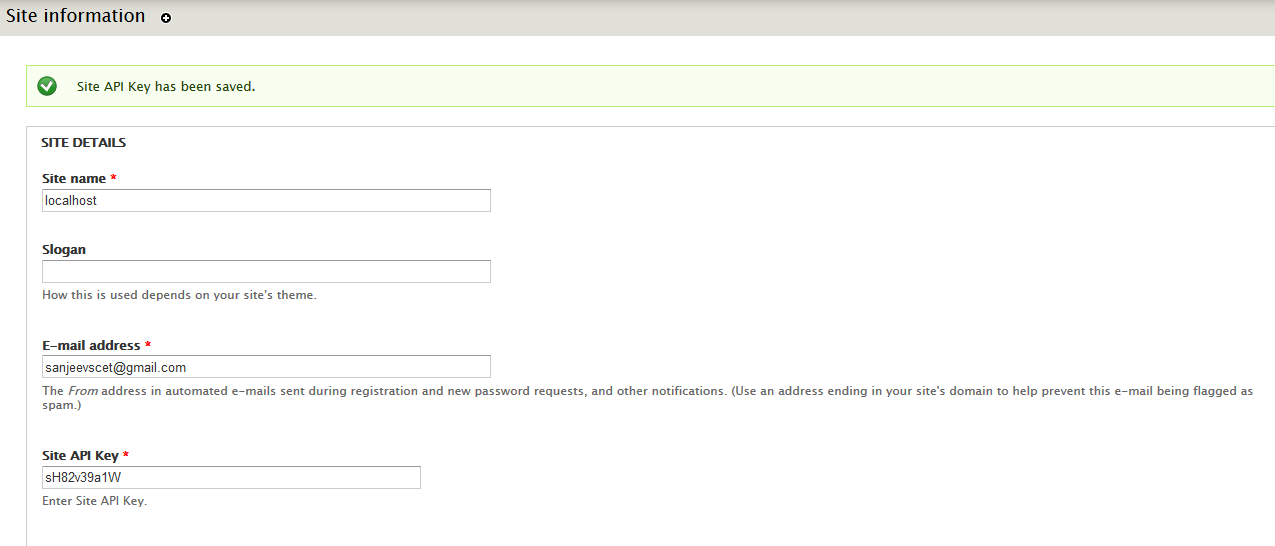 Site information
Site API Key has been saved.
SITE DETAILS
Site name *
localhost
Slogan
How this is used depends on your site's theme.
E-mail address *
sanjeevscet@gmail.com
The From address in automated e-mails sent during registration and new password requests, and other notifications. (Use an address ending in your site's domain to help prevent this e-mail being flagged as
spam.)
Site API Key *
sH82v39a1W
Enter Site API Key.